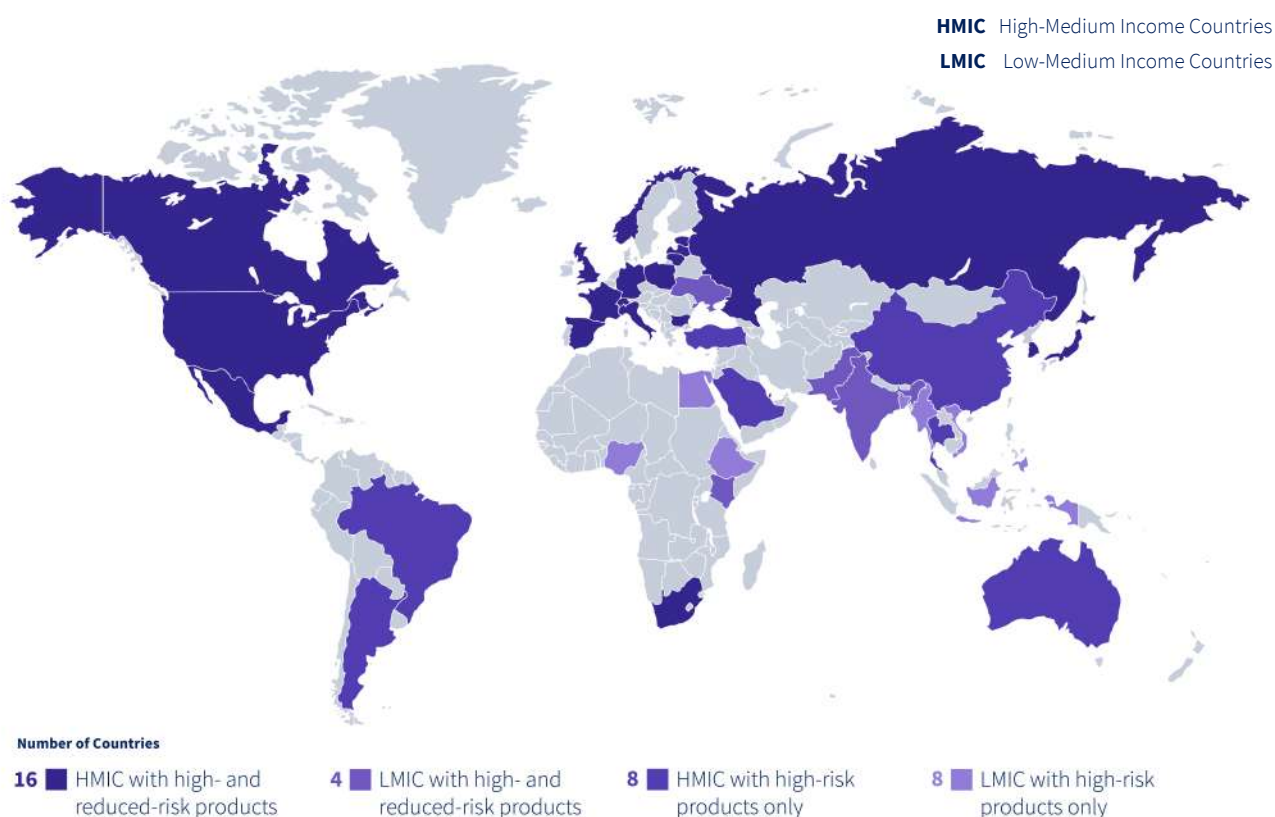 HMIC High-Medium Income Countries
LMIC Low-Medium Income Countries
Number of Countries
16 HMIC with high- and
reduced-risk products
4 LMIC with high- and
reduced-risk products
8 HMIC with high-risk
products only
8 LMIC with high-risk
products only